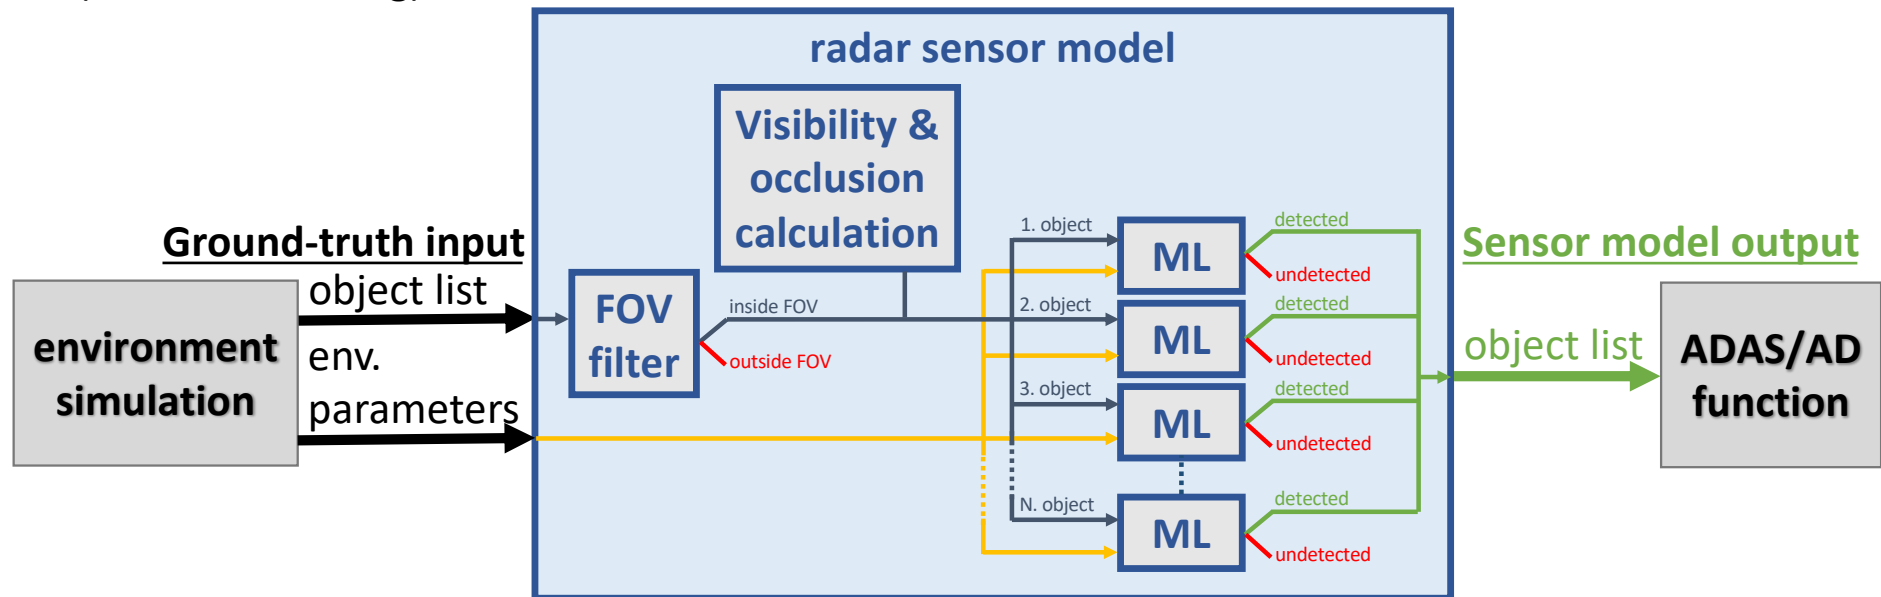 radar sensor model
Visibility &
occlusion
calculation
Ground-truth input
object list
env.
parameters
environment
simulation
FOV
filter
inside FOV
outside FOV
1. object
2. object
3. object
N. object
ML
ML
ML
ML
detected
undetected
detected
undetected
detected
undetected
detected
undetected
Sensor model output
object list
ADAS/AD
function